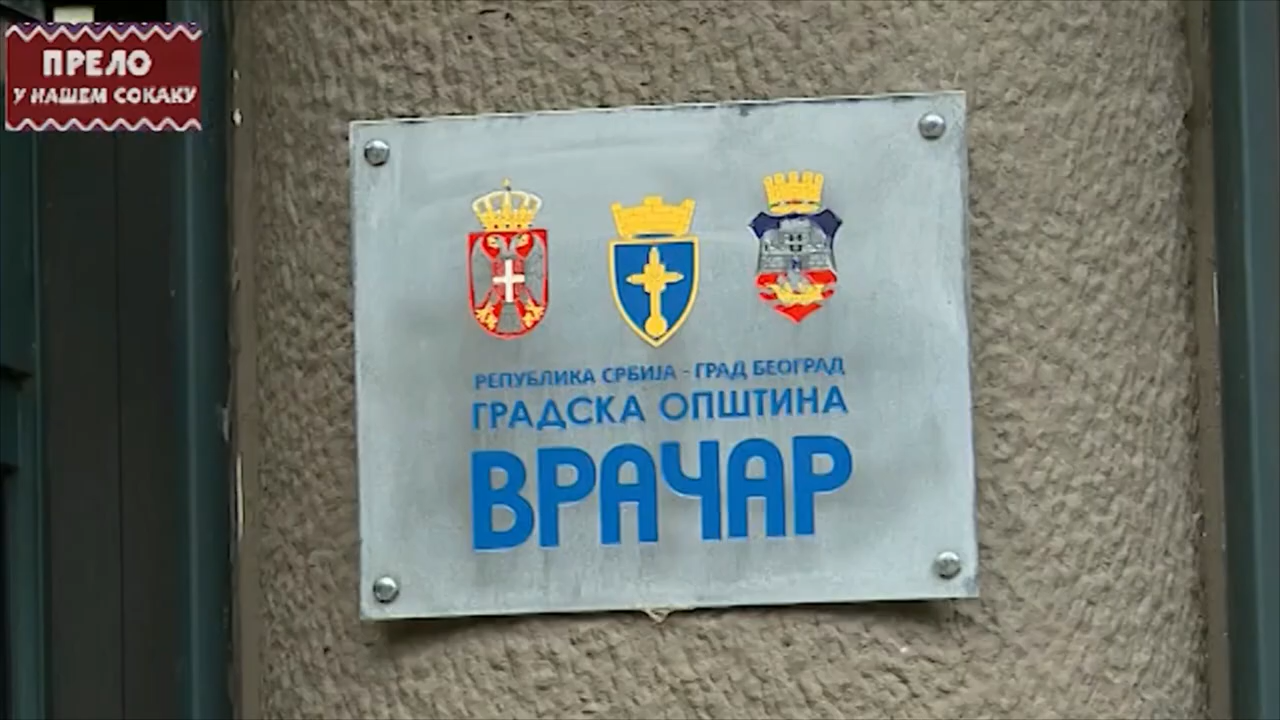 ПРЕЛО
У НАШЕМ СОКАКУ
РЕПУБЛИКА СРБИЈА - ГРАД БЕОГРАД
ГРАДСКА ОПШТИНА
ВРАЧАР